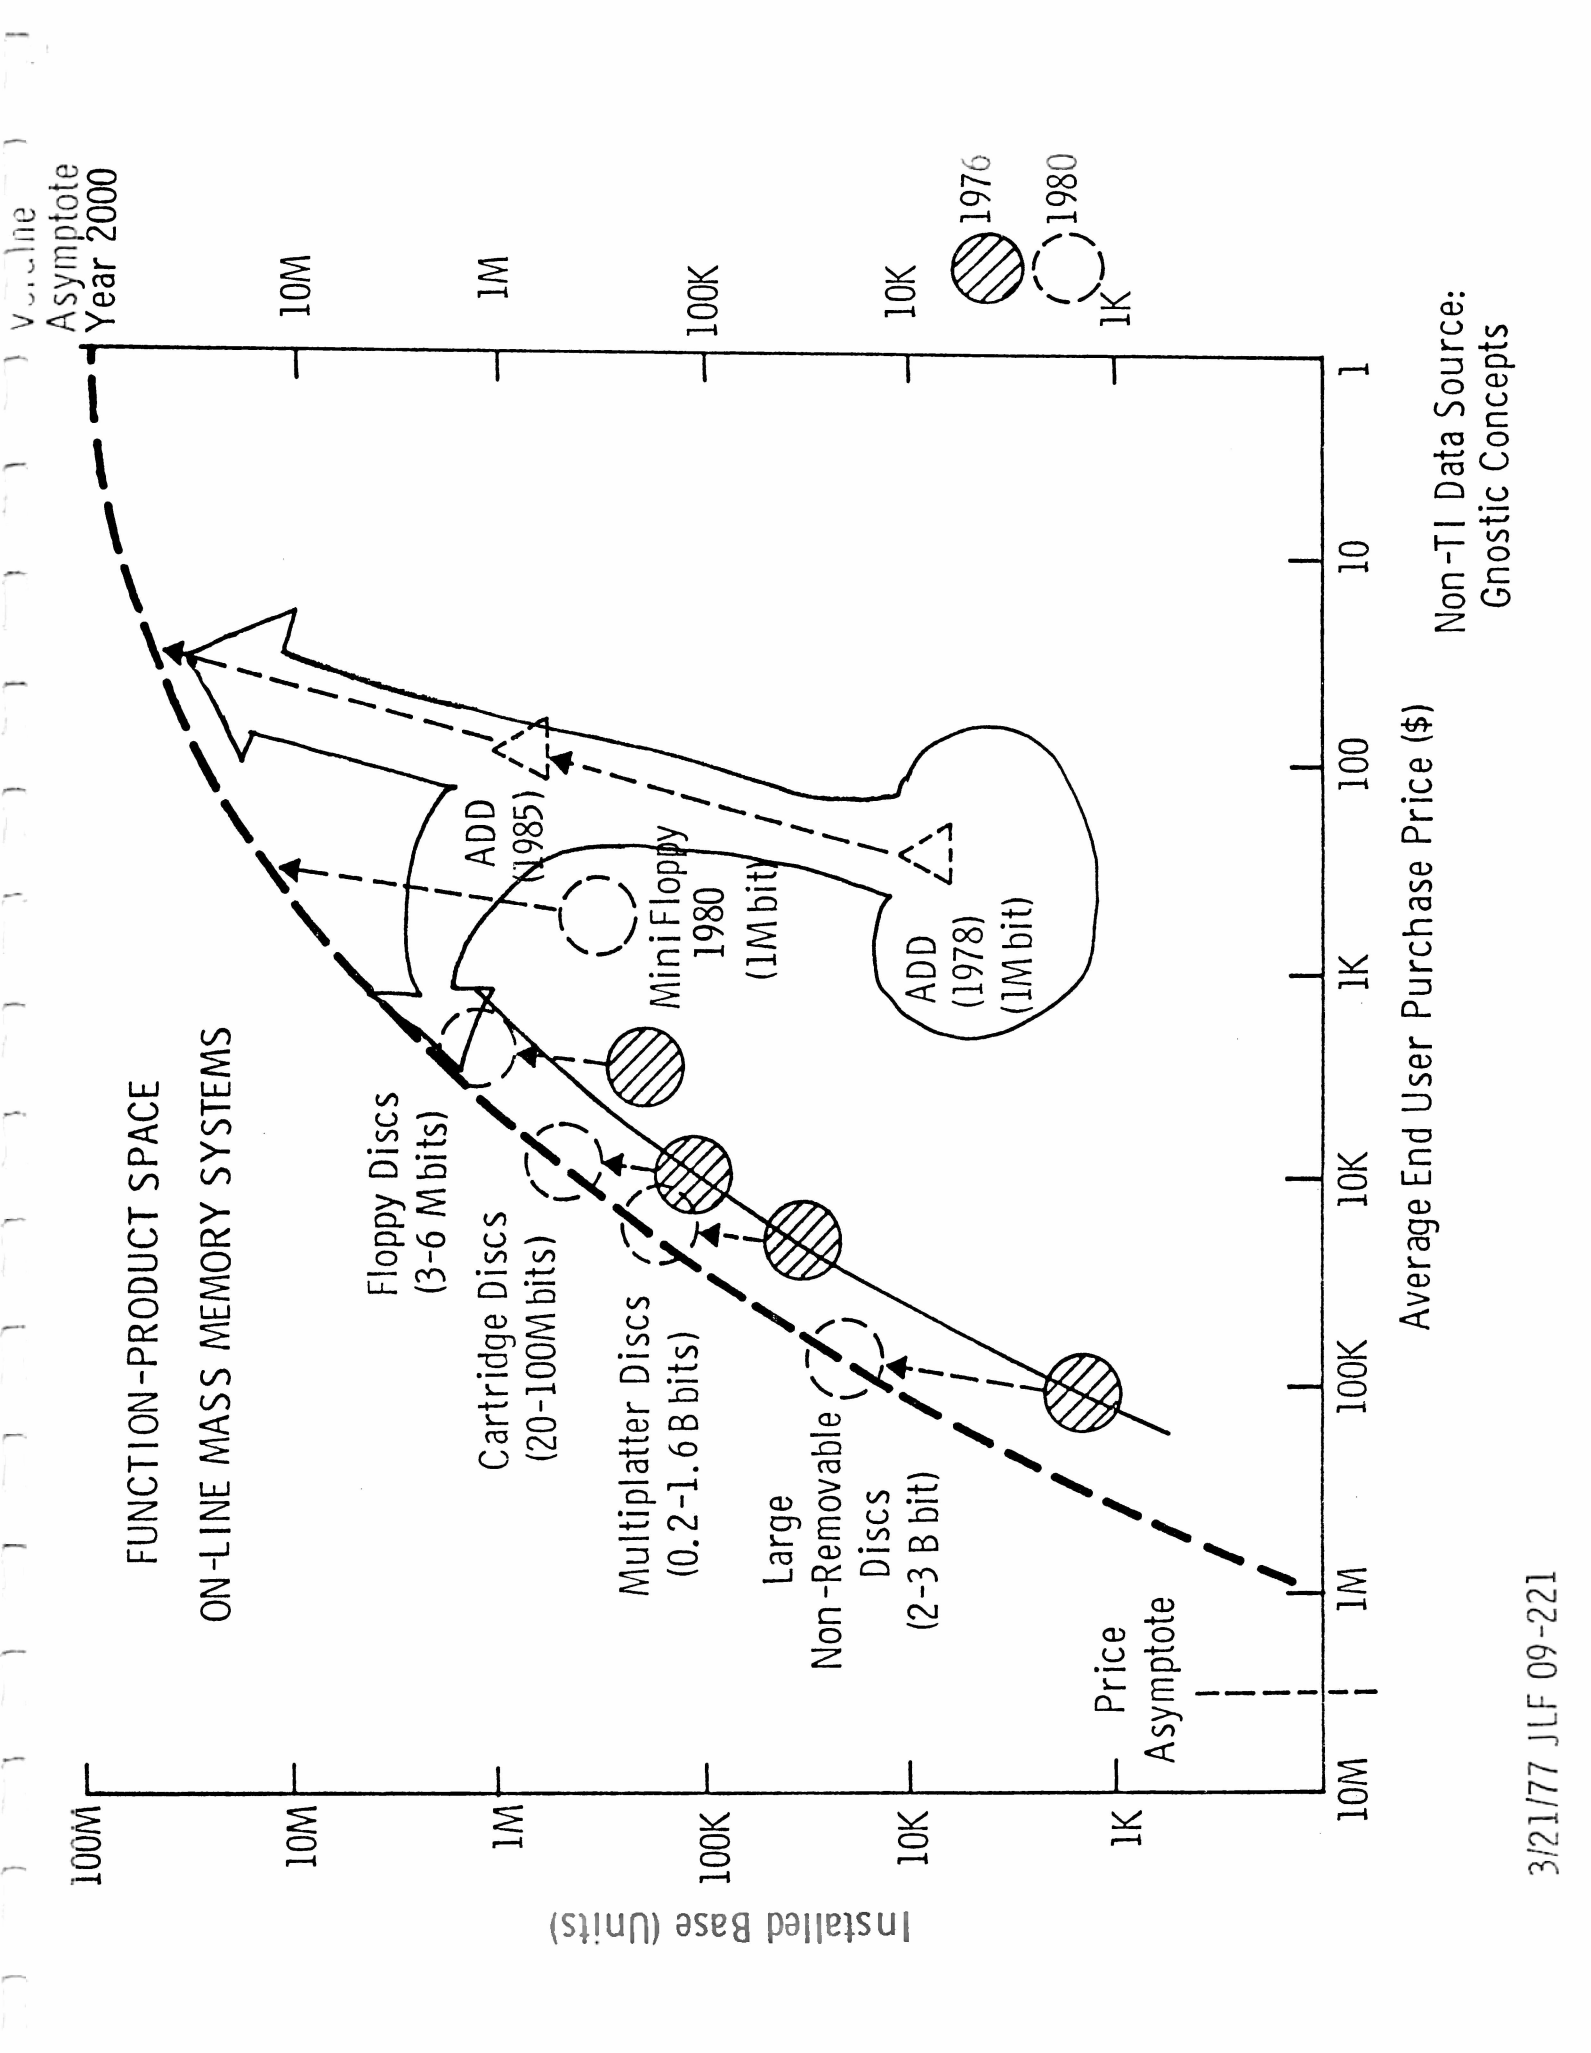 FUNCTION-PRODUCT SPACE
ON-LINE MASS MEMORY SYSTEMS
Asymptote
Year 2000
100M
10M
1M
100K
10K
1K
Installed Base (Units)
10M
1M
100K
10K
1K
Floppy Discs
(3-6 Mbits)
Cartridge Discs
(20-100Mbits)
Multiplatter Discs
(0.2-1.6 B bits)
Large
Non-Removable
Discs
(2-3 B bit)
Price
Asymptote
ADD
(1985)
Mini Floppy
1980
(1M bit)
ADD
(1978)
(1M bit)
1976
1980
10M
1M
100K
10K
1K
100
10
1
Average End User Purchase Price ($)
Non-TI Data Source:
Gnostic Concepts
3/21/77 JLF 09-221